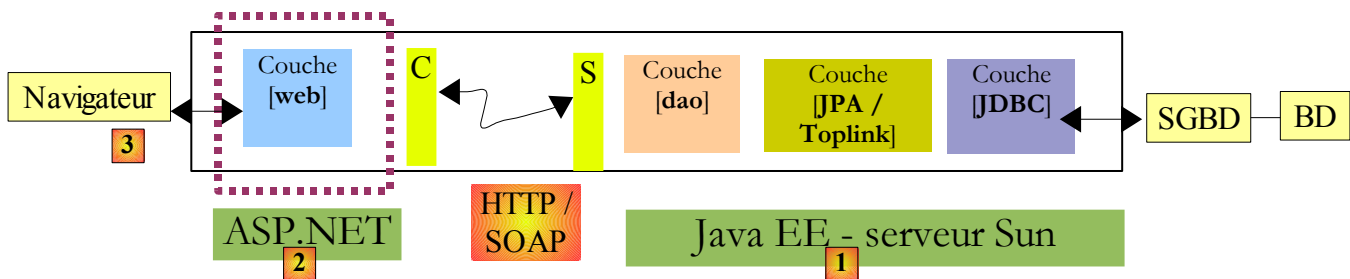 Navigateur
3
Couche
[web]
C
S
Couche
[dao]
Couche
[JPA /
Toplink]
Couche
[JDBC]
SGBD
BD
ASP.NET
2
HTTP /
SOAP
Java EE - serveur Sun
1